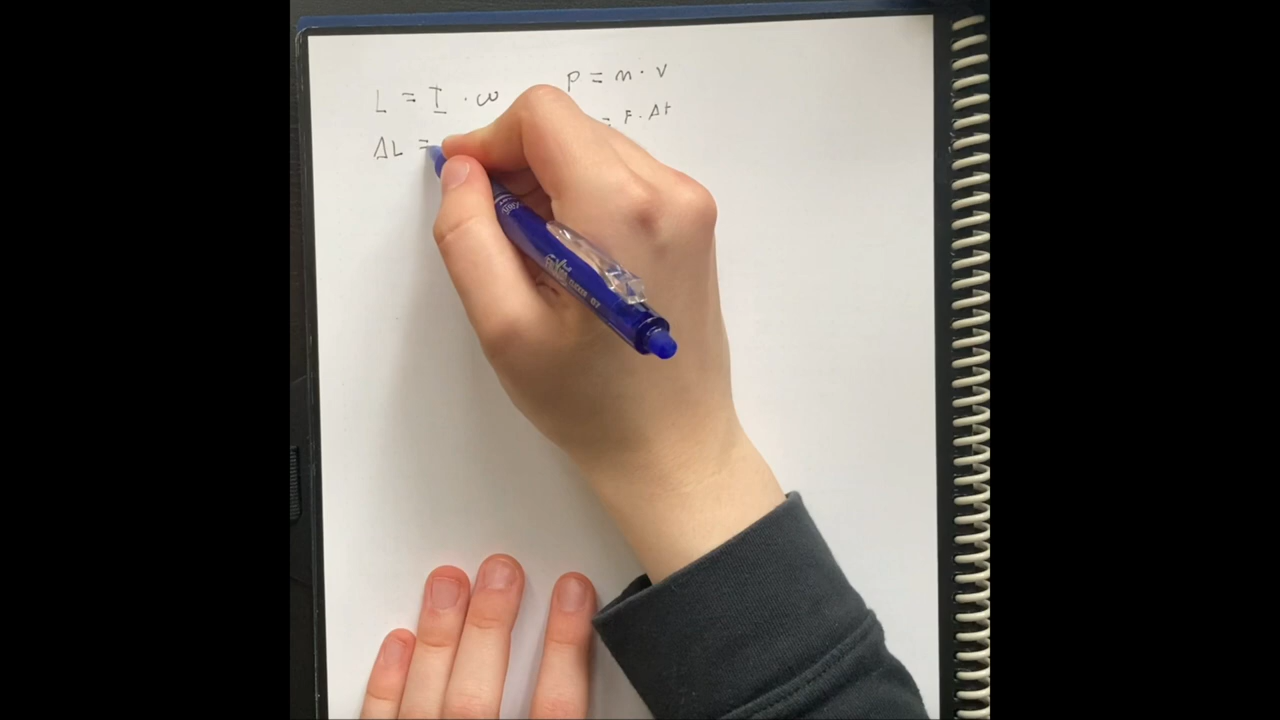 L = I · ω
p = m · v
ΔL =
= F · Δt